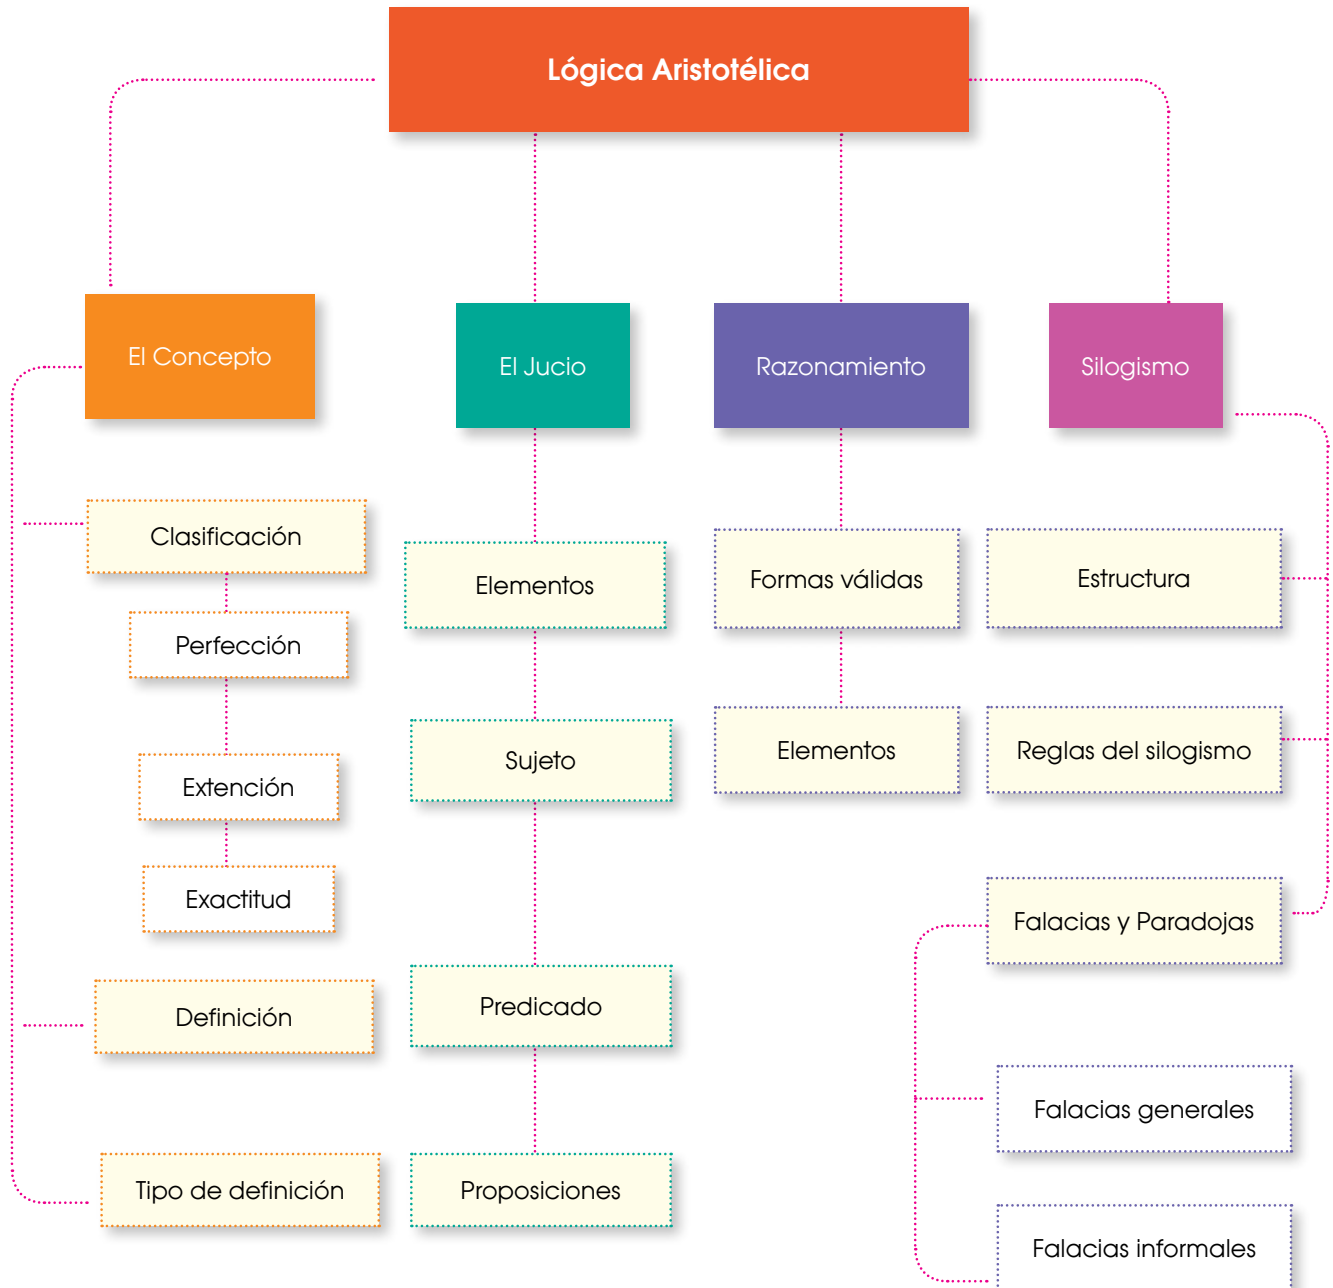 Lógica Aristotélica
El Concepto
El Jucio
Razonamiento
Silogismo
Clasificación
Perfección
Extención
Exactitud
Definición
Tipo de definición
Elementos
Sujeto
Predicado
Proposiciones
Formas válidas
Elementos
Estructura
Reglas del silogismo
Falacias y Paradojas
Falacias generales
Falacias informales